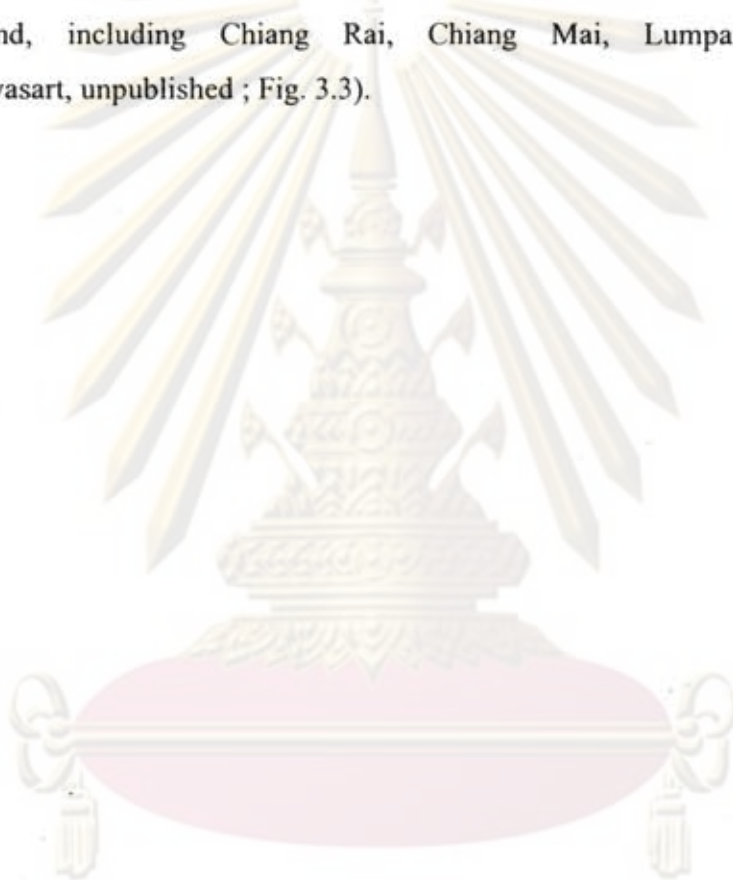 nd, including Chiang Rai, Chiang Mai, Lumpa
vasart, unpublished ; Fig. 3.3).